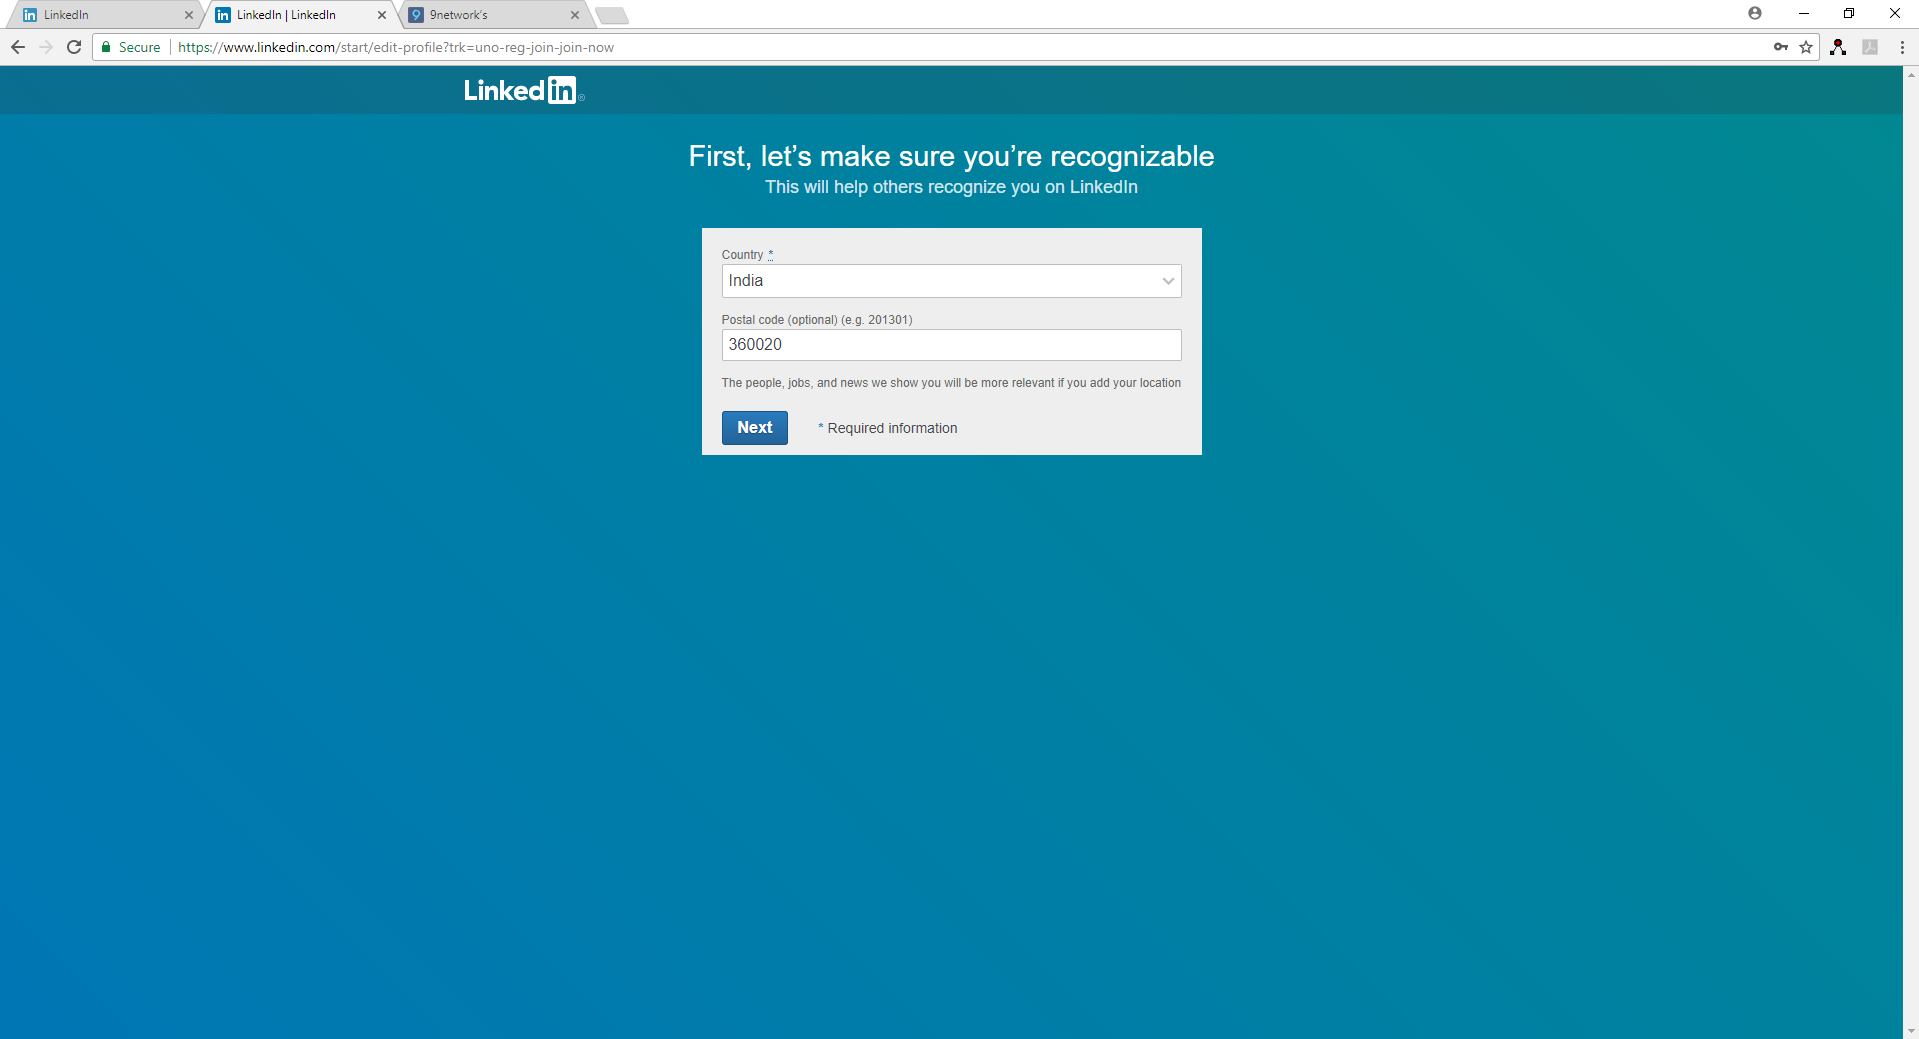 LinkedIn
LinkedIn | LinkedIn
9 9network's
Secure https://www.linkedin.com/start/edit-profile?trk=uno-reg-join-join-now
Linked in ®
First, let’s make sure you’re recognizable
This will help others recognize you on LinkedIn
Country *
India
Postal code (optional) (e.g. 201301)
360020
The people, jobs, and news we show you will be more relevant if you add your location
Next * Required information